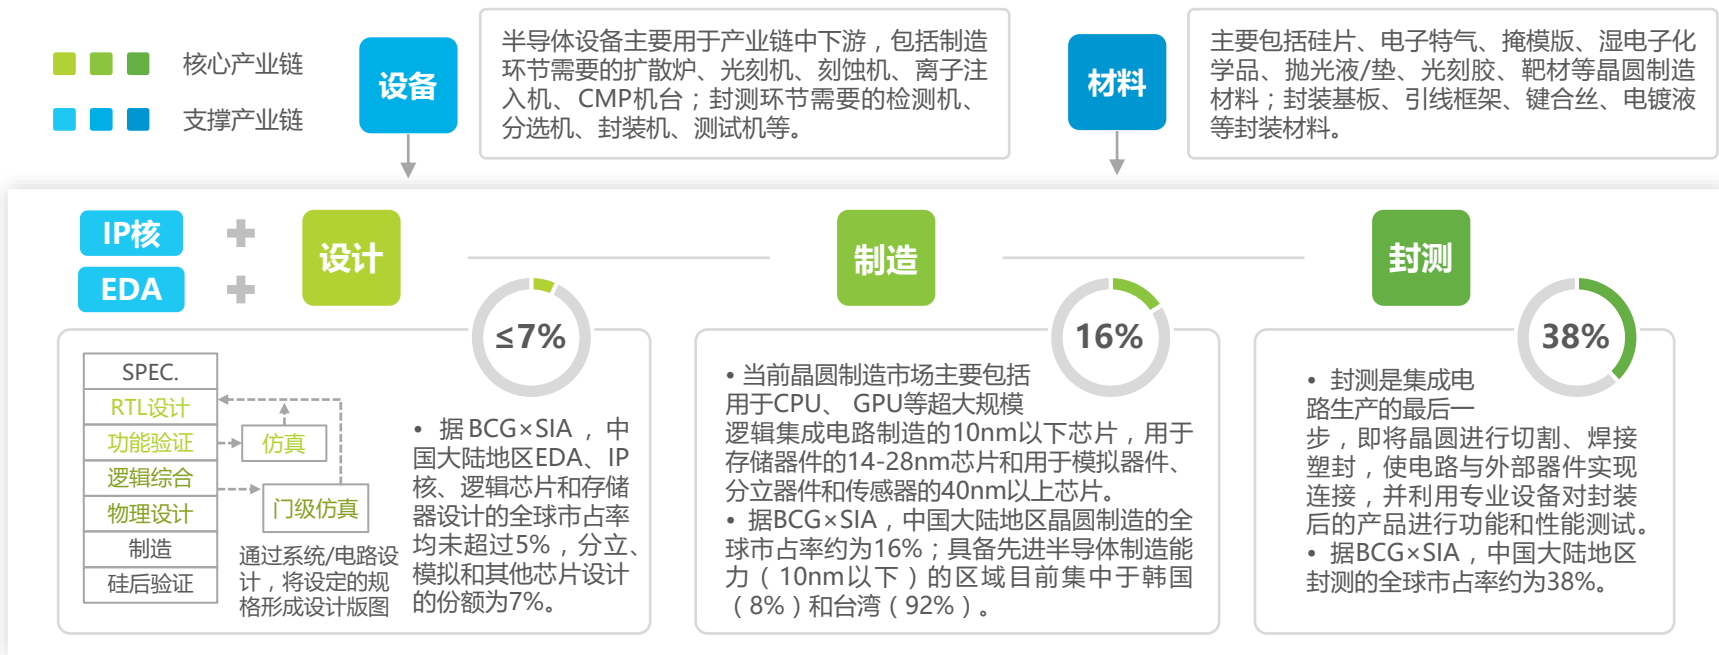 核心产业链
支撑产业链
设备
半导体设备主要用于产业链中下游，包括制造
环节需要的扩散炉、光刻机、刻蚀机、离子注
入机、CMP机台；封测环节需要的检测机、
分选机、封装机、测试机等。
材料
主要包括硅片、电子特气、掩模版、湿电子化
学品、抛光液/垫、光刻胶、靶材等晶圆制造
材料；封装基板、引线框架、键合丝、电镀液
等封装材料。
IP核
EDA
设计
制造
封测
≤7%
16%
38%
SPEC.
RTL设计
功能验证
逻辑综合
物理设计
制造
硅后验证
仿真
门级仿真
通过系统/电路设
计，将设定的规
格形成设计版图
• 据BCG×SIA，中
国大陆地区EDA、IP
核、逻辑芯片和存储
器设计的全球市占率
均未超过5%，分立、
模拟和其他芯片设计
的份额为7%。
• 当前晶圆制造市场主要包括
用于CPU、 GPU等超大规模
逻辑集成电路制造的10nm以下芯片，用于
存储器件的14-28nm芯片和用于模拟器件、
分立器件和传感器的40nm以上芯片。
• 据BCG×SIA，中国大陆地区晶圆制造的全
球市占率约为16%；具备先进半导体制造能
力（10nm以下）的区域目前集中于韩国
（8%）和台湾（92%）。
• 封测是集成电
路生产的最后一
步，即将晶圆进行切割、焊接
塑封，使电路与外部器件实现
连接，并利用专业设备对封装
后的产品进行功能和性能测试。
• 据BCG×SIA，中国大陆地区
封测的全球市占率约为38%。